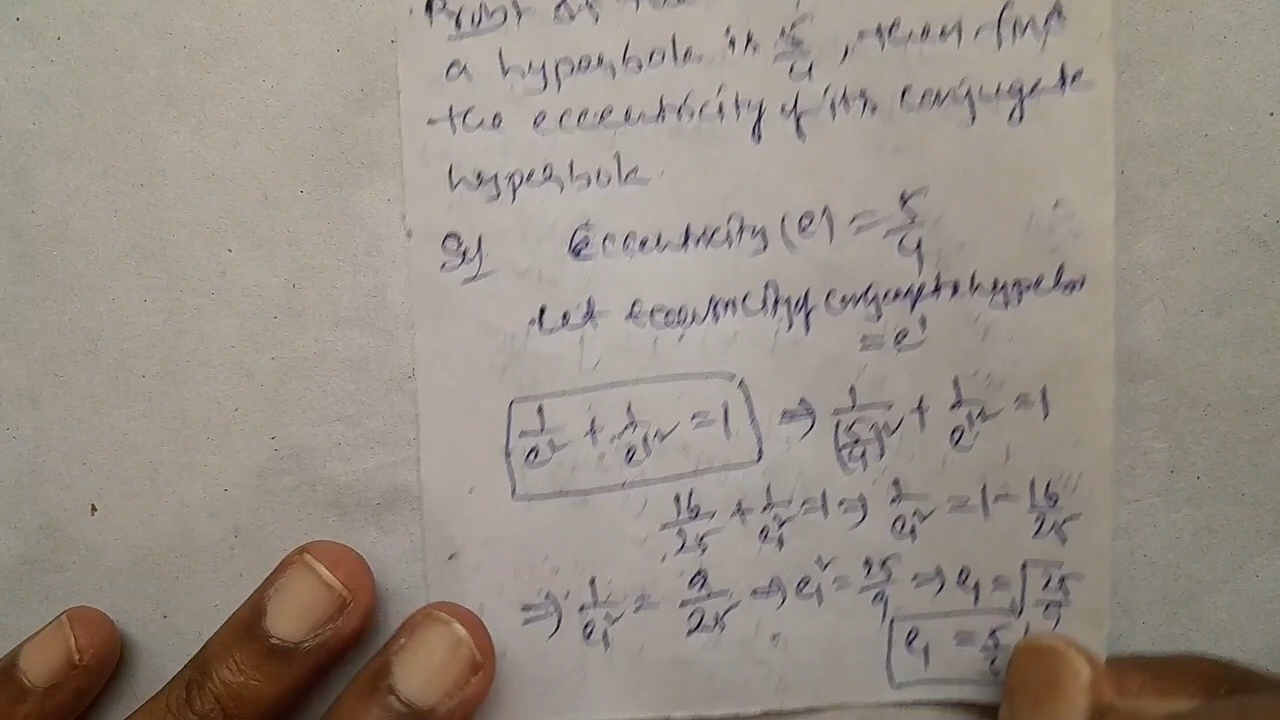 a hyperbola is 5/4, then find
the eccentricity of its conjugate
hyperbola.
Sol Eccentricity (e) = 5/4
Let eccentricity of conjugate hyperbo
= e'
1/e² + 1/e'² = 1 ⇒ 1/(5/4)² + 1/e'² = 1
16/25 + 1/e₁² = 1 ⇒ 1/e₁² = 1 - 16/25
⇒ 1/e₁² = 9/25 ⇒ e₁² = 25/9 ⇒ e₁ = √25/9
e₁ = 5/